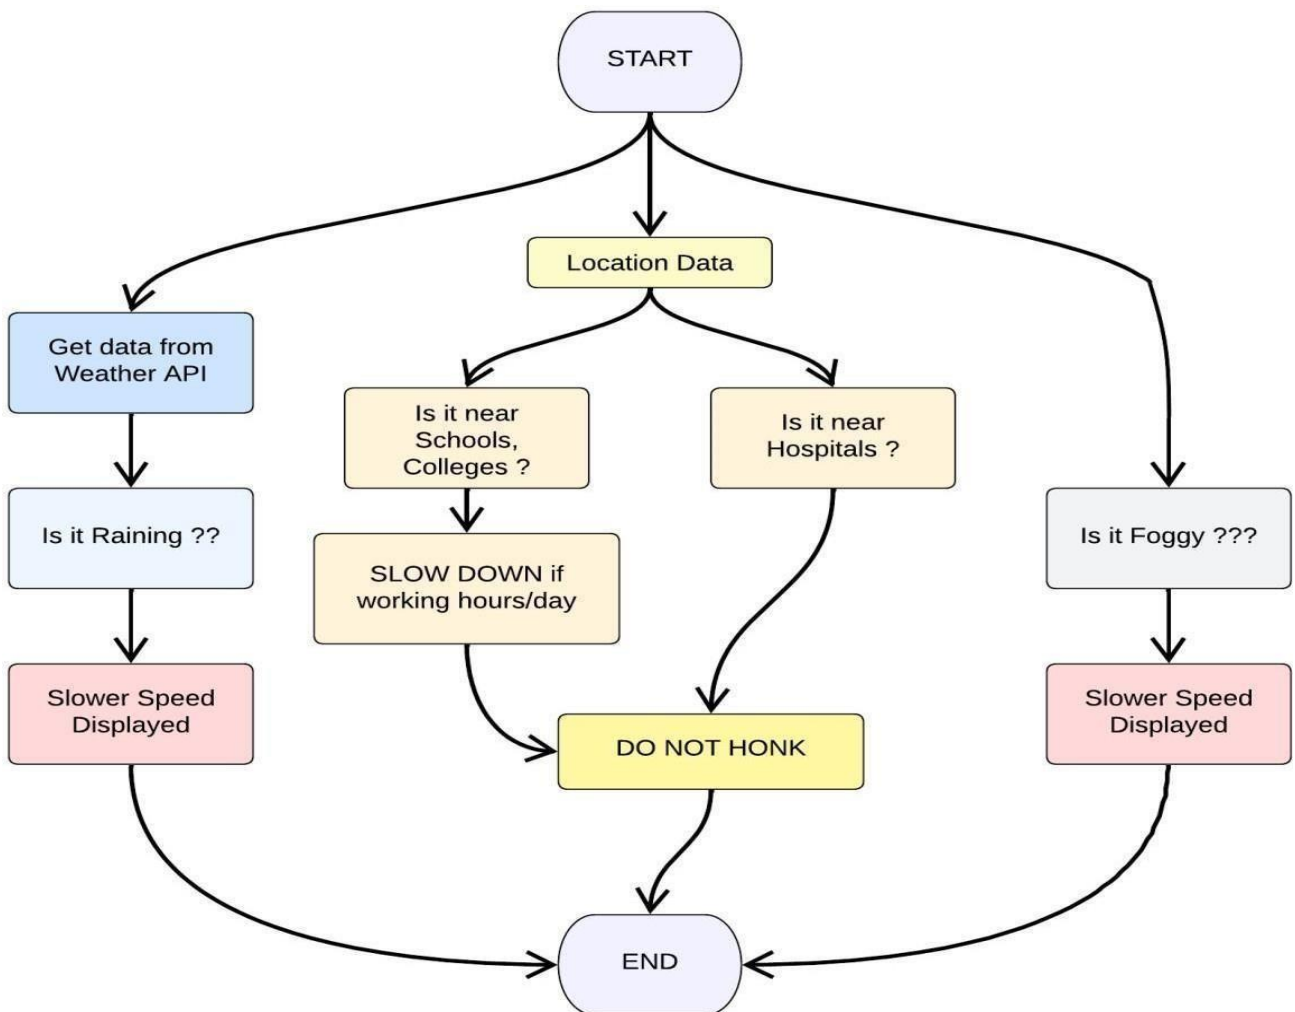 START
Location Data
Get data from
Weather API
Is it near
Schools,
Colleges ?
Is it near
Hospitals ?
Is it Raining ??
Is it Foggy ???
SLOW DOWN if
working hours/day
Slower Speed
Displayed
Slower Speed
Displayed
DO NOT HONK
END